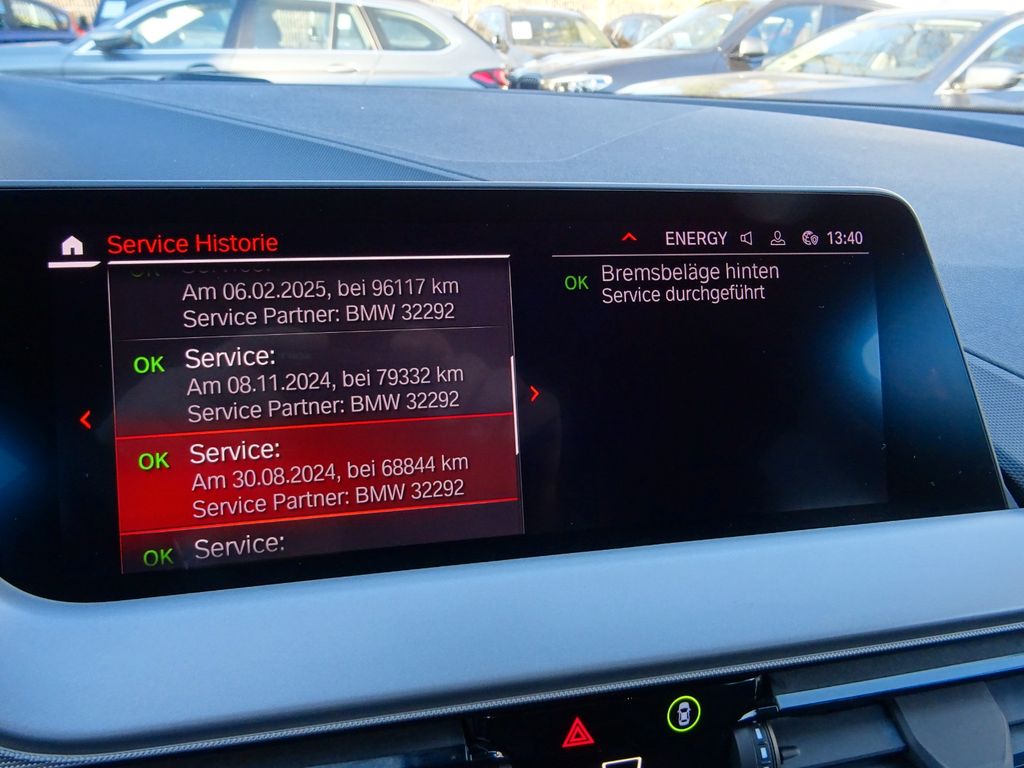 Service Historie
ENERGY 13:40
OK Service:
Am 06.02.2025, bei 96117 km
Service Partner: BMW 32292
OK Service:
Am 08.11.2024, bei 79332 km
Service Partner: BMW 32292
OK Service:
Am 30.08.2024, bei 68844 km
Service Partner: BMW 32292
OK Service:
OK Bremsbeläge hinten
Service durchgeführt